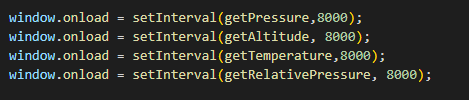 window.onload = setInterval(getPressure,8000);
window.onload = setInterval(getAltitude, 8000);
window.onload = setInterval(getTemperature,8000);
window.onload = setInterval(getRelativePressure, 8000);